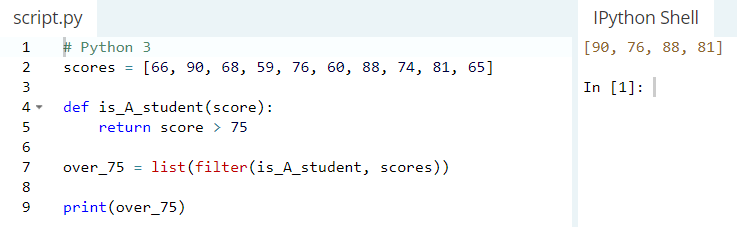 script.py
1 # Python 3
2 scores = [66, 90, 68, 59, 76, 60, 88, 74, 81, 65]
3
4 def is_A_student(score):
5     return score > 75
6
7 over_75 = list(filter(is_A_student, scores))
8
9 print(over_75)
IPython Shell
[90, 76, 88, 81]
In [1]: